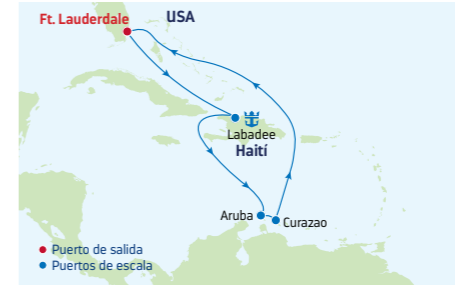 Ft. Lauderdale
USA
Labadee
Haití
Aruba
Curazao
Puerto de salida
Puertos de escala